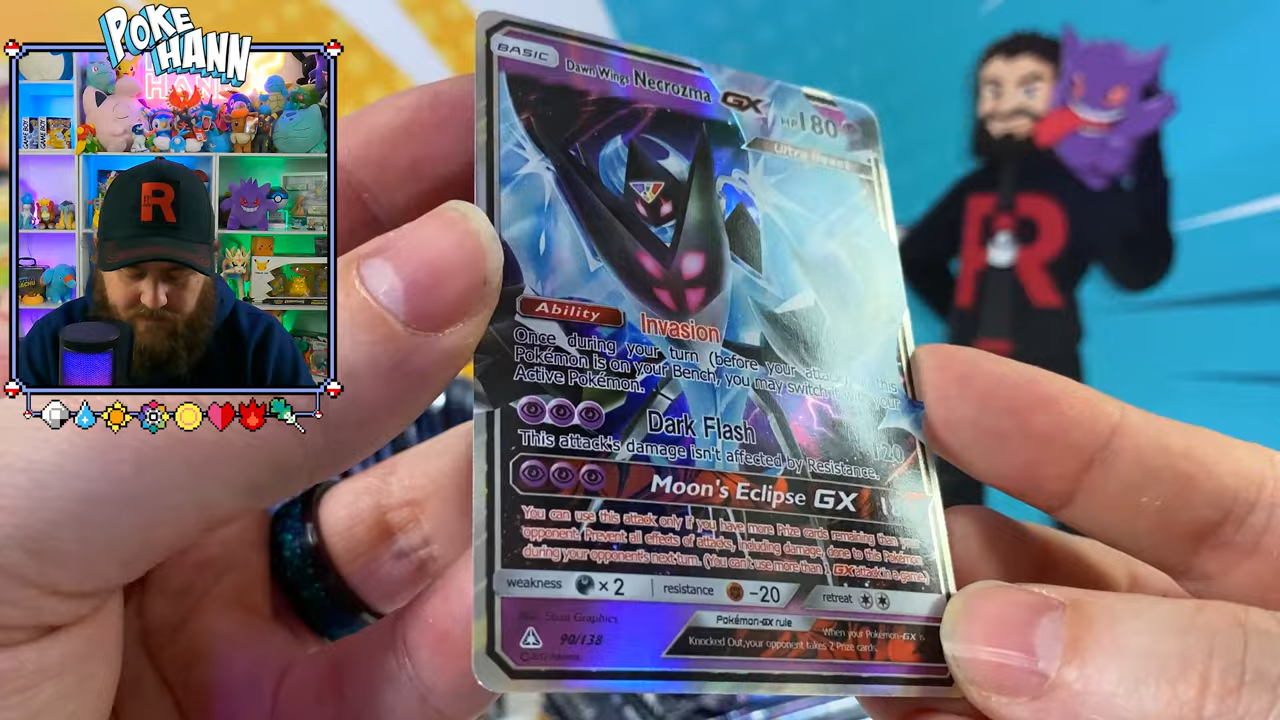 POKE
HANN
R
BASIC
Dawn Wings Necrozma GX
HP 180
Ultra Beast
Ability Invasion
Once during your turn (before your attack), if this
Pokémon is on your Bench, you may switch it with your
Active Pokémon.
Dark Flash
120
This attack's damage isn't affected by Resistance.
Moon's Eclipse GX
You can use this attack only if you have more Prize cards remaining than your
opponent. Prevent all effects of attacks, including damage, done to this Pokémon
during your opponent's next turn. (You can't use more than 1 GX attack in a game.)
weakness ×2 resistance -20 retreat
Pokémon-GX rule
When your Pokémon-GX is
Knocked Out, your opponent takes 2 Prize cards.
Graphics
90/138
R